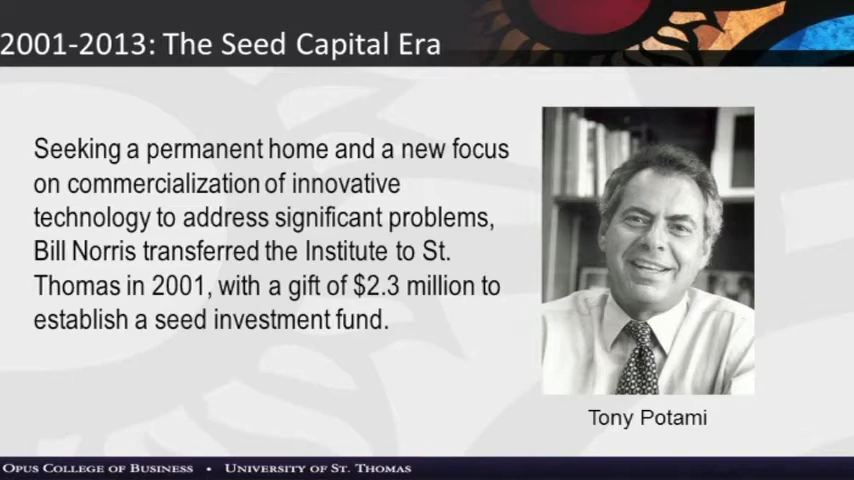 2001-2013: The Seed Capital Era
Seeking a permanent home and a new focus
on commercialization of innovative
technology to address significant problems,
Bill Norris transferred the Institute to St.
Thomas in 2001, with a gift of $2.3 million to
establish a seed investment fund.
Tony Potami
OPUS COLLEGE OF BUSINESS • UNIVERSITY OF ST. THOMAS